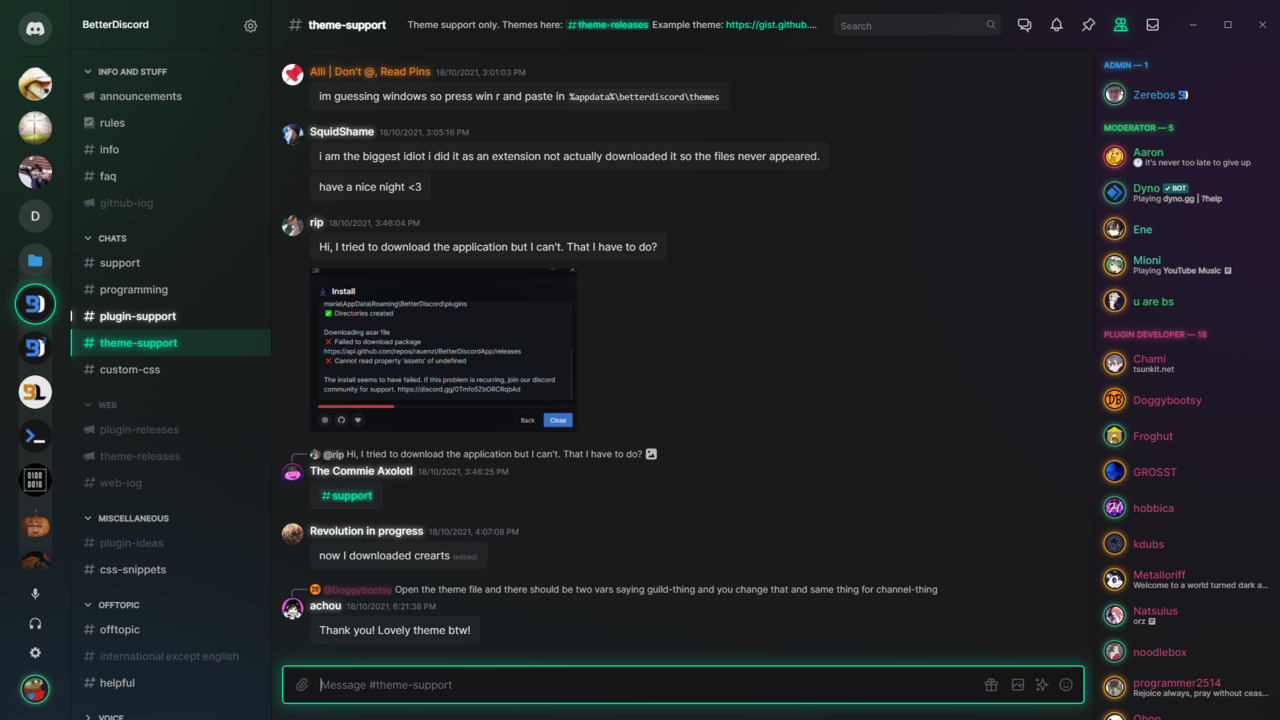 BetterDiscord
theme-support
Theme support only. Themes here: #theme-releases Example theme: https://gist.github....
Search
INFO AND STUFF
announcements
rules
info
faq
github-log
CHATS
support
programming
plugin-support
theme-support
custom-css
WEB
plugin-releases
theme-releases
web-log
MISCELLANEOUS
plugin-ideas
css-snippets
OFFTOPIC
offtopic
international except english
helpful
VOICE
D
Alli | Don't @, Read Pins 18/10/2021, 3:01:03 PM
im guessing windows so press win r and paste in %appdata%\betterdiscord\themes
SquidShame 18/10/2021, 3:05:16 PM
i am the biggest idiot i did it as an extension not actually downloaded it so the files never appeared.
have a nice night <3
rip 18/10/2021, 3:46:04 PM
Hi, I tried to download the application but I can't. That I have to do?
Install
maria\AppData\Roaming\BetterDiscord\plugins
✅ Directories created
Downloading asar file
❌ Failed to download package
https://api.github.com/repos/rauenzi/BetterDiscordApp/releases
❌ Cannot read property 'assets' of undefined
The install seems to have failed. If this problem is recurring, join our discord
community for support. https://discord.gg/0Tmfo5ZbORCRqbAd
Back Close
@rip Hi, I tried to download the application but I can't. That I have to do?
The Commie Axolotl 18/10/2021, 3:46:25 PM
#support
Revolution in progress 18/10/2021, 4:07:08 PM
now I downloaded crearts (edited)
@Doggybootsy Open the theme file and there should be two vars saying guild-thing and you change that and same thing for channel-thing
achou 18/10/2021, 6:21:38 PM
Thank you! Lovely theme btw!
Message #theme-support
ADMIN — 1
Zerebos
MODERATOR — 5
Aaron
🕐 it's never too late to give up
Dyno ✓ BOT
Playing dyno.gg | ?help
Ene
Mioni
Playing YouTube Music
u are bs
PLUGIN DEVELOPER — 18
Chami
tsunkit.net
Doggybootsy
Froghut
GROSST
hobbica
kdubs
Metalloriff
Welcome to a world turned dark a...
Natsulus
orz
noodlebox
programmer2514
Rejoice always, pray without ceas...